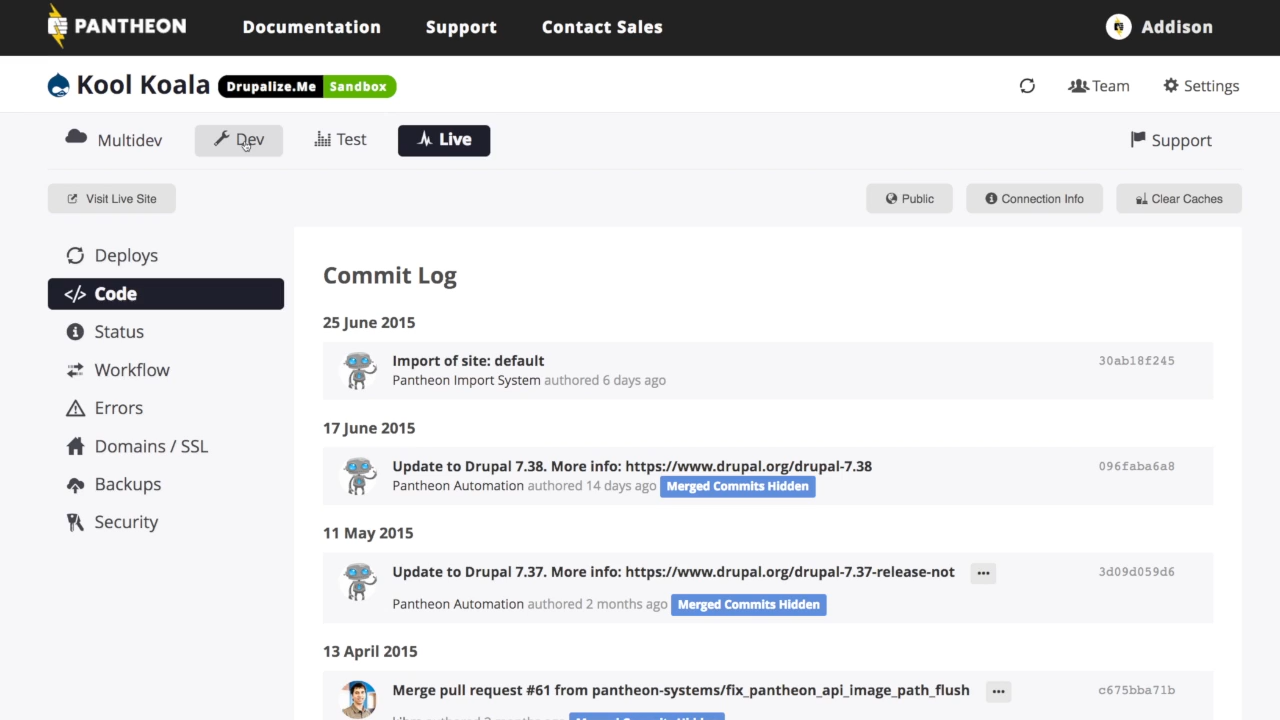 PANTHEON Documentation Support Contact Sales Addison
Kool Koala Drupalize.Me Sandbox Team Settings
Multidev Dev Test Live Support
Visit Live Site Public Connection Info Clear Caches
Deploys
Code
Status
Workflow
Errors
Domains / SSL
Backups
Security
Commit Log
25 June 2015
Import of site: default 30ab18f245
Pantheon Import System authored 6 days ago
17 June 2015
Update to Drupal 7.38. More info: https://www.drupal.org/drupal-7.38 096faba6a8
Pantheon Automation authored 14 days ago Merged Commits Hidden
11 May 2015
Update to Drupal 7.37. More info: https://www.drupal.org/drupal-7.37-release-not ••• 3d09d059d6
Pantheon Automation authored 2 months ago Merged Commits Hidden
13 April 2015
Merge pull request #61 from pantheon-systems/fix_pantheon_api_image_path_flush ••• c675bba71b